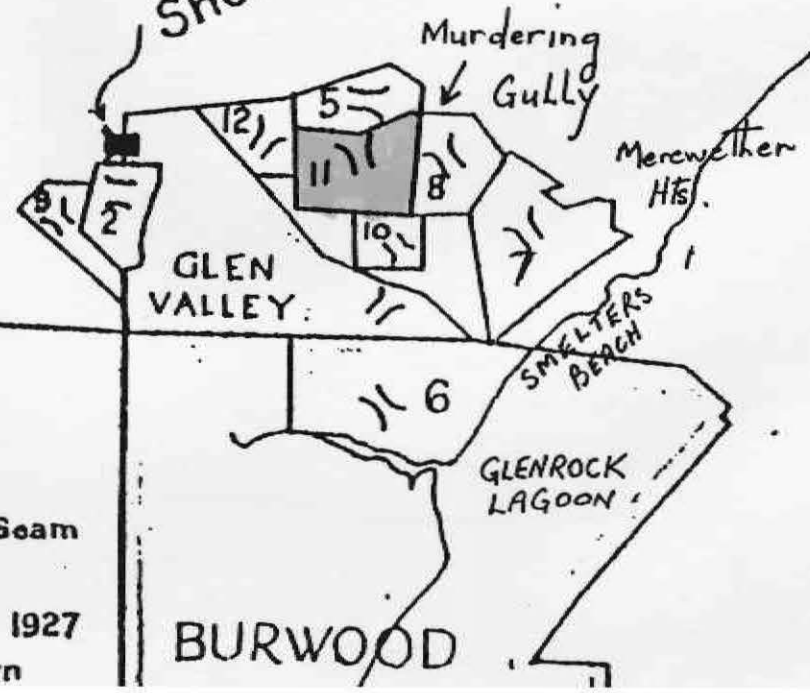 Murdering
Gully
5
12
11
8
Merewether
Hts.
2
10
7
GLEN
VALLEY
SMELTERS
BEACH
6
GLENROCK
LAGOON
Seam
1927
BURWOOD